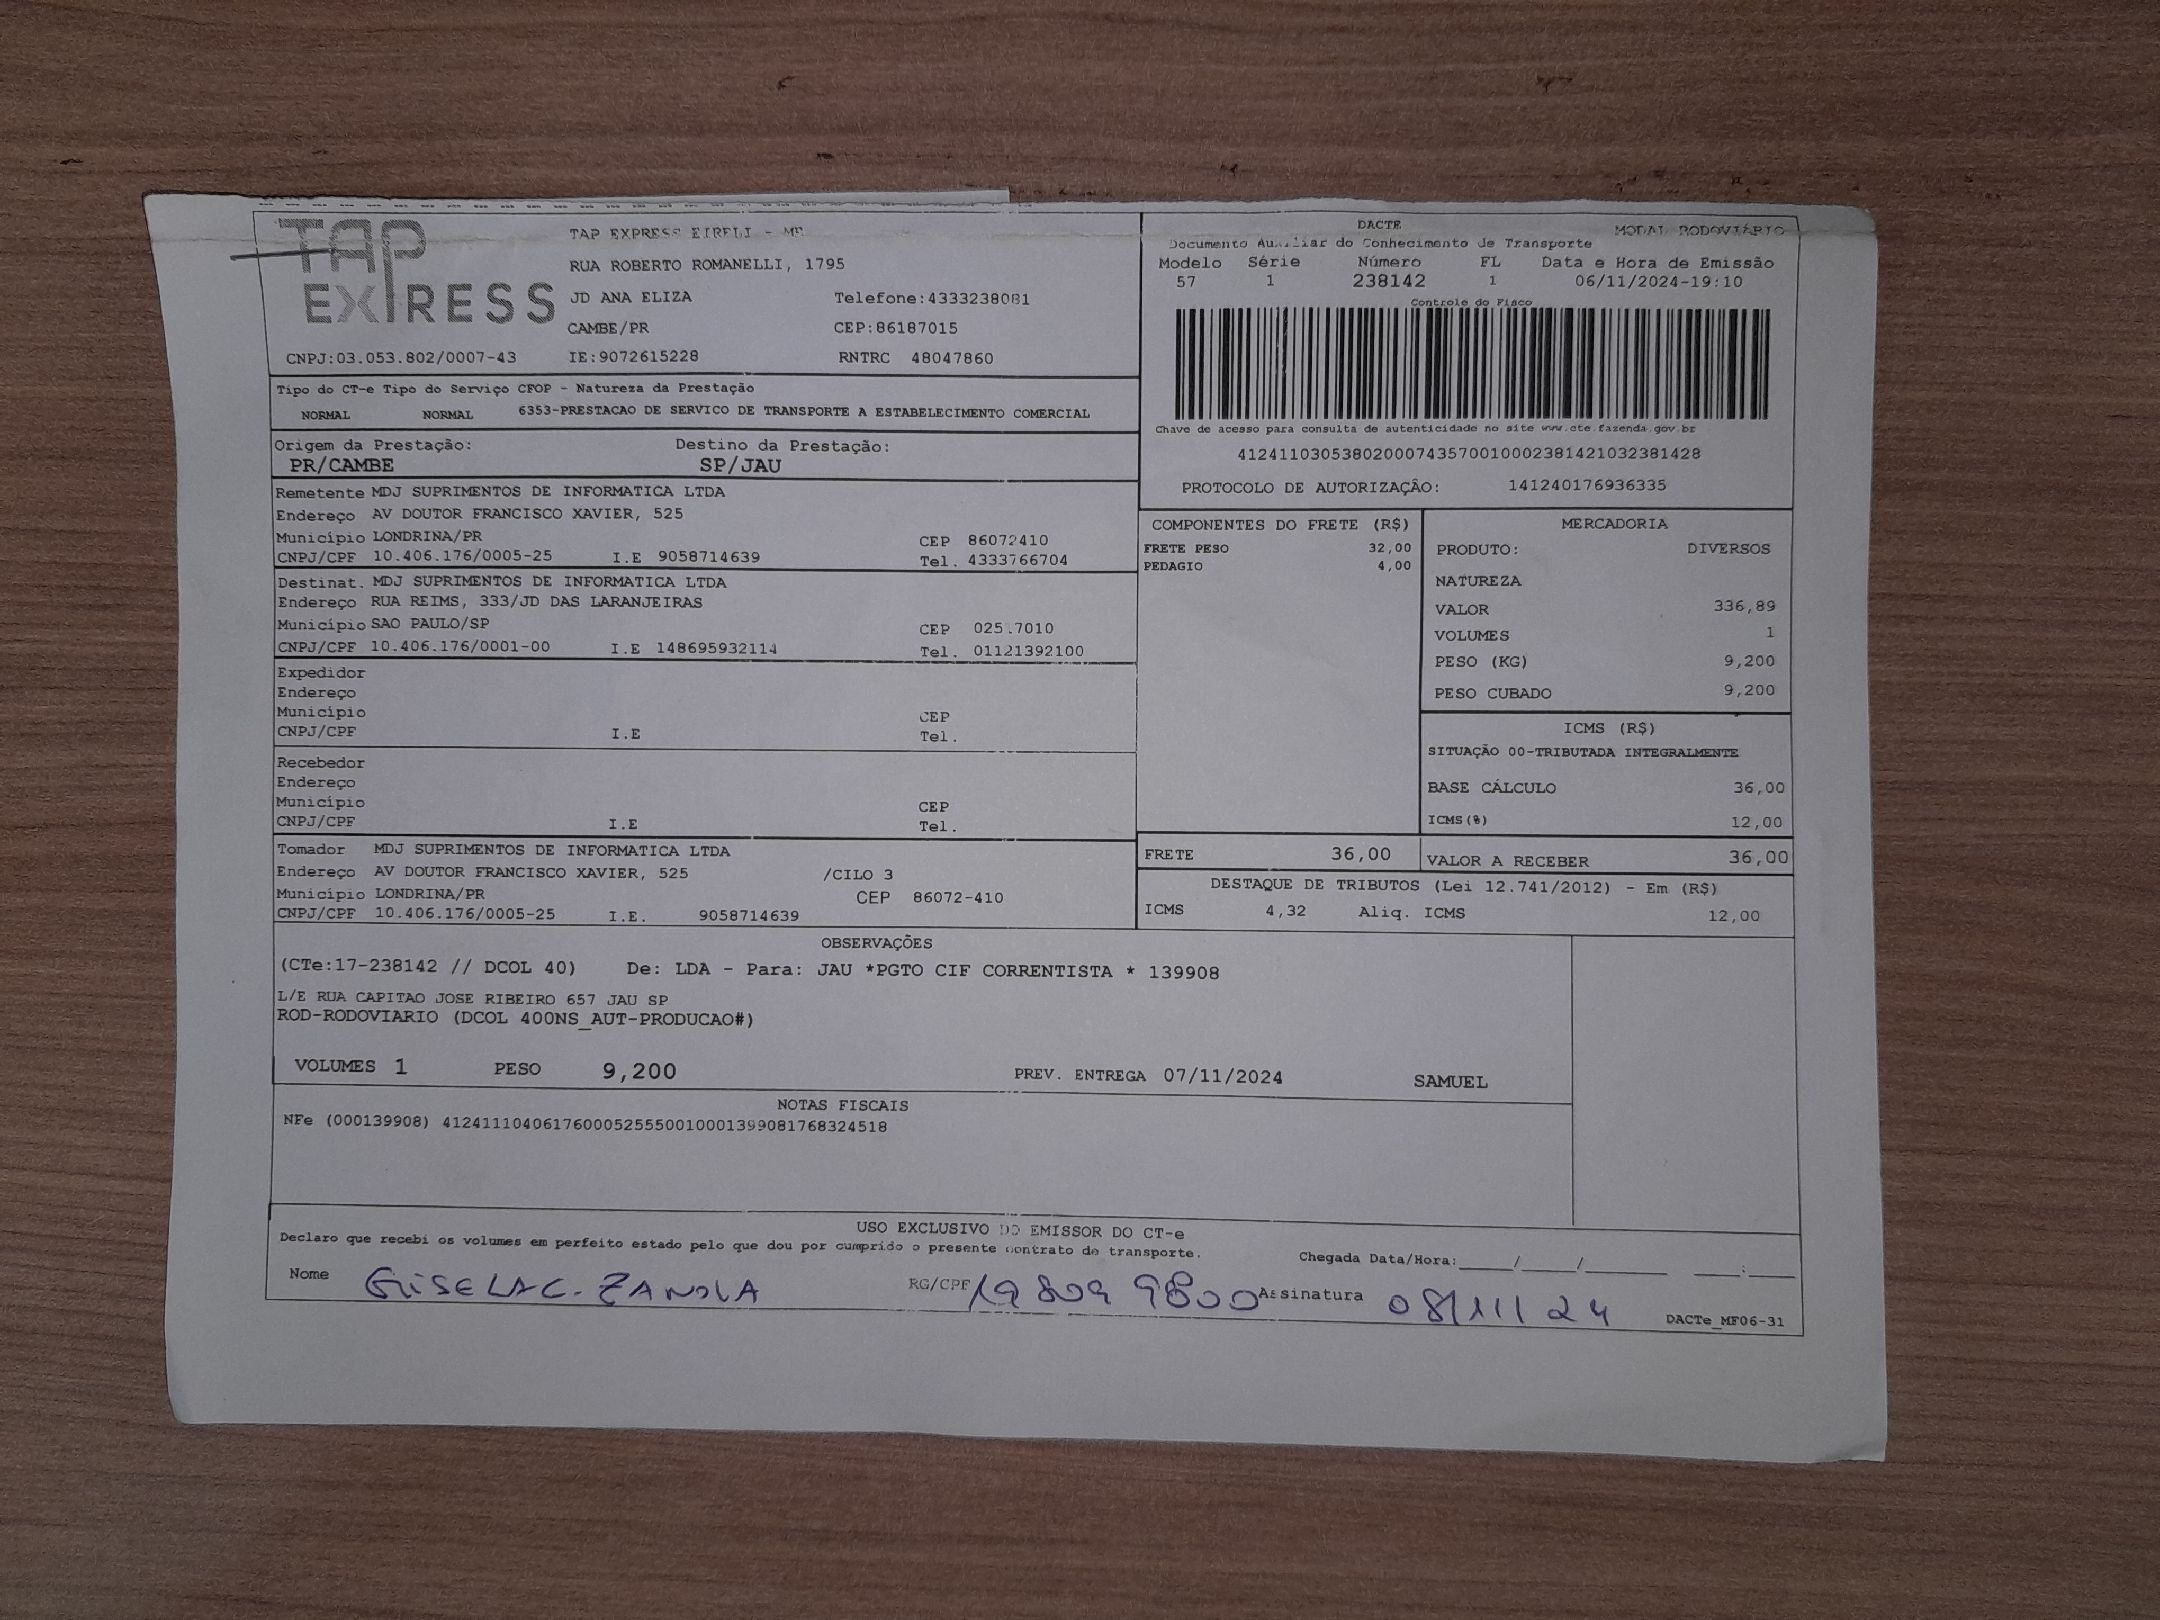 TAP
EXPRESS
TAP EXPRESS EIRELI - ME
RUA ROBERTO ROMANELLI, 1795
JD ANA ELIZA Telefone:4333238081
CAMBE/PR CEP:86187015
CNPJ:03.053.802/0007-43 IE:9072615228 RNTRC 48047860
DACTE MODAL RODOVIÁRIO
Documento Auxiliar do Conhecimento de Transporte
Modelo Série Número FL Data e Hora de Emissão
57 1 238142 1 06/11/2024-19:10
Controle do Fisco
Chave de acesso para consulta de autenticidade no site www.cte.fazenda.gov.br
41241103053802000743570010002381421032381428
PROTOCOLO DE AUTORIZAÇÃO: 141240176936335
Tipo do CT-e Tipo do Serviço CFOP - Natureza da Prestação
NORMAL NORMAL 6353-PRESTACAO DE SERVICO DE TRANSPORTE A ESTABELECIMENTO COMERCIAL
Origem da Prestação: Destino da Prestação:
PR/CAMBE SP/JAU
Remetente MDJ SUPRIMENTOS DE INFORMATICA LTDA
Endereço AV DOUTOR FRANCISCO XAVIER, 525
Município LONDRINA/PR CEP 86072410
CNPJ/CPF 10.406.176/0005-25 I.E 9058714639 Tel. 4333766704
Destinat. MDJ SUPRIMENTOS DE INFORMATICA LTDA
Endereço RUA REIMS, 333/JD DAS LARANJEIRAS
Município SAO PAULO/SP CEP
CNPJ/CPF 10.406.176/0001-00 I.E 148695932114 Tel. 01121392100
Expedidor
Endereço
Município CEP
CNPJ/CPF I.E Tel.
Recebedor
Endereço
Município CEP
CNPJ/CPF I.E Tel.
Tomador MDJ SUPRIMENTOS DE INFORMATICA LTDA
Endereço AV DOUTOR FRANCISCO XAVIER, 525 /CILO 3
Município LONDRINA/PR CEP 86072-410
CNPJ/CPF 10.406.176/0005-25 I.E. 9058714639
COMPONENTES DO FRETE (R$)
FRETE PESO 32,00
PEDAGIO 4,00
MERCADORIA
PRODUTO: DIVERSOS
NATUREZA
VALOR 336,89
VOLUMES 1
PESO (KG) 9,200
PESO CUBADO 9,200
ICMS (R$)
SITUAÇÃO 00-TRIBUTADA INTEGRALMENTE
BASE CÁLCULO 36,00
ICMS(%) 12,00
FRETE 36,00 VALOR A RECEBER 36,00
DESTAQUE DE TRIBUTOS (Lei 12.741/2012) - Em (R$)
ICMS 4,32 Aliq. ICMS 12,00
OBSERVAÇÕES
(CTe:17-238142 // DCOL 40) De: LDA - Para: JAU *PGTO CIF CORRENTISTA * 139908
L/E RUA CAPITAO JOSE RIBEIRO 657 JAU SP
ROD-RODOVIARIO (DCOL 400NS_AUT-PRODUCAO#)
VOLUMES 1 PESO 9,200 PREV. ENTREGA 07/11/2024 SAMUEL
NOTAS FISCAIS
NFe (000139908) 41241110406176000525550010001399081768324518
USO EXCLUSIVO DO EMISSOR DO CT-e
Declaro que recebi os volumes em perfeito estado pelo que dou por cumprido o presente contrato de transporte. Chegada Data/Hora:____/____/______ ____:____
Nome GISELA C. ZANOLA RG/CPF 19 809 9800 Assinatura 08/11/24 DACTe_MF06-31